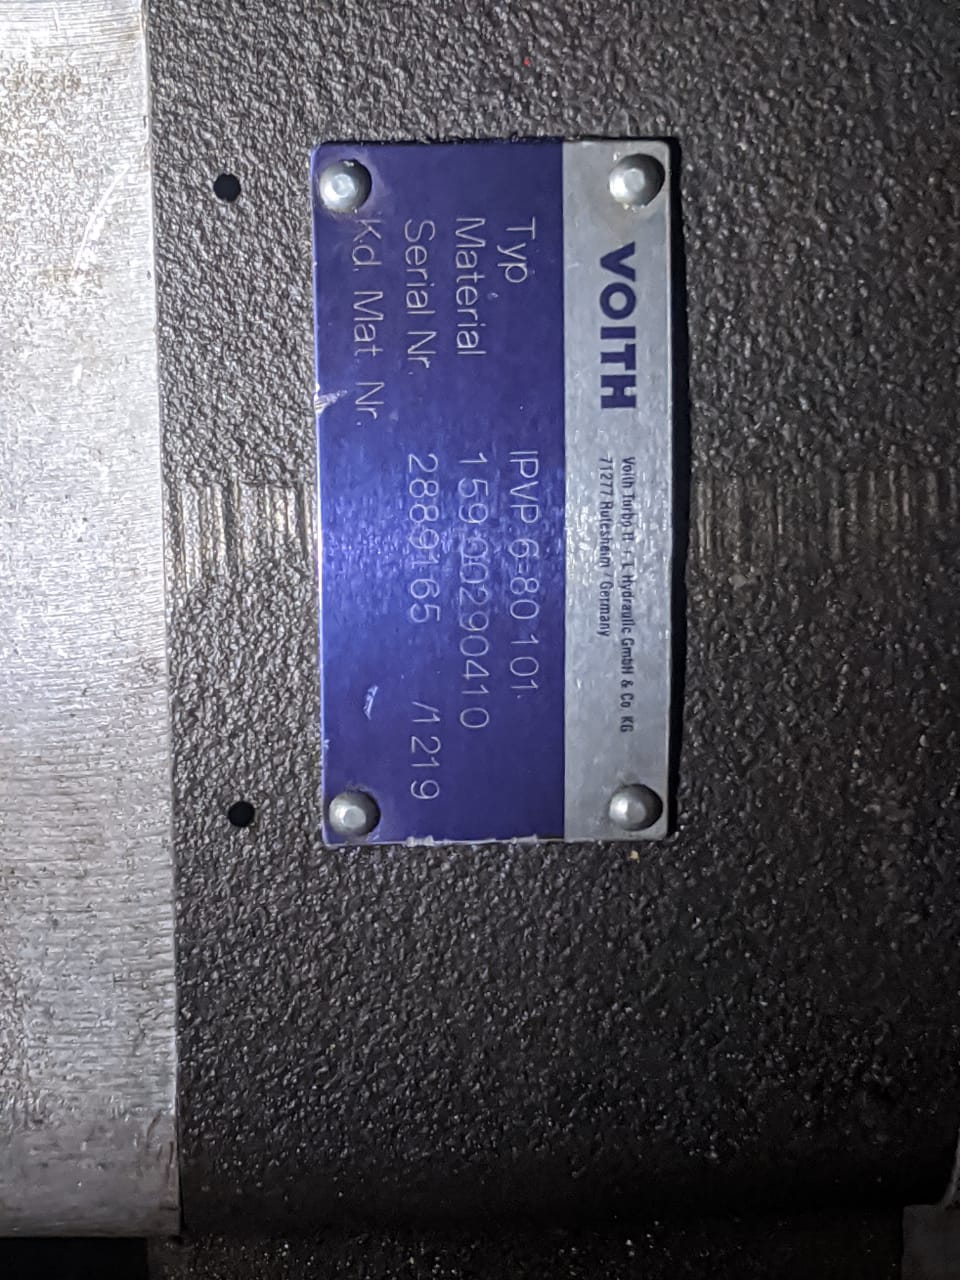 VOITH
Voith Turbo H + L Hydraulic GmbH & Co. KG
71277 Rutesheim / Germany
Typ IPVP 6-80 101
Material 159.00290410
Serial Nr. 2889165 /1219
Kd. Mat. Nr.